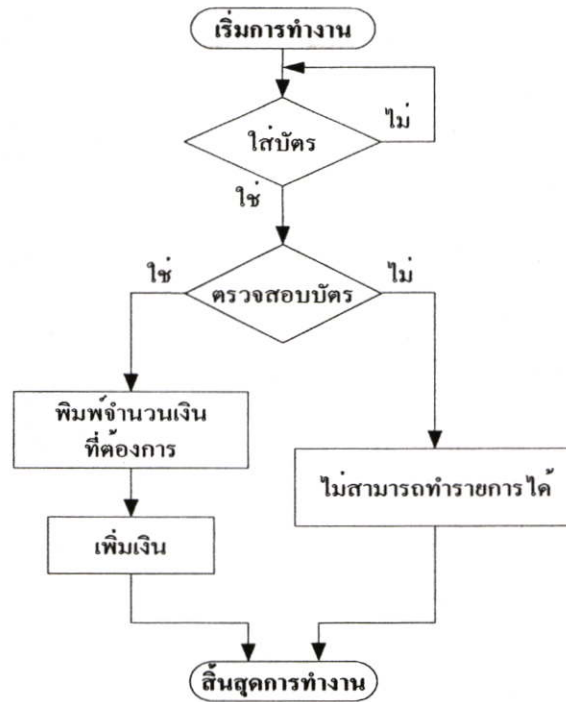 เริ่มการทำงาน
ไม่
ใส่บัตร
ใช่
ใช่
ไม่
ตรวจสอบบัตร
พิมพ์จำนวนเงิน
ที่ต้องการ
ไม่สามารถทำรายการได้
เพิ่มเงิน
สิ้นสุดการทำงาน